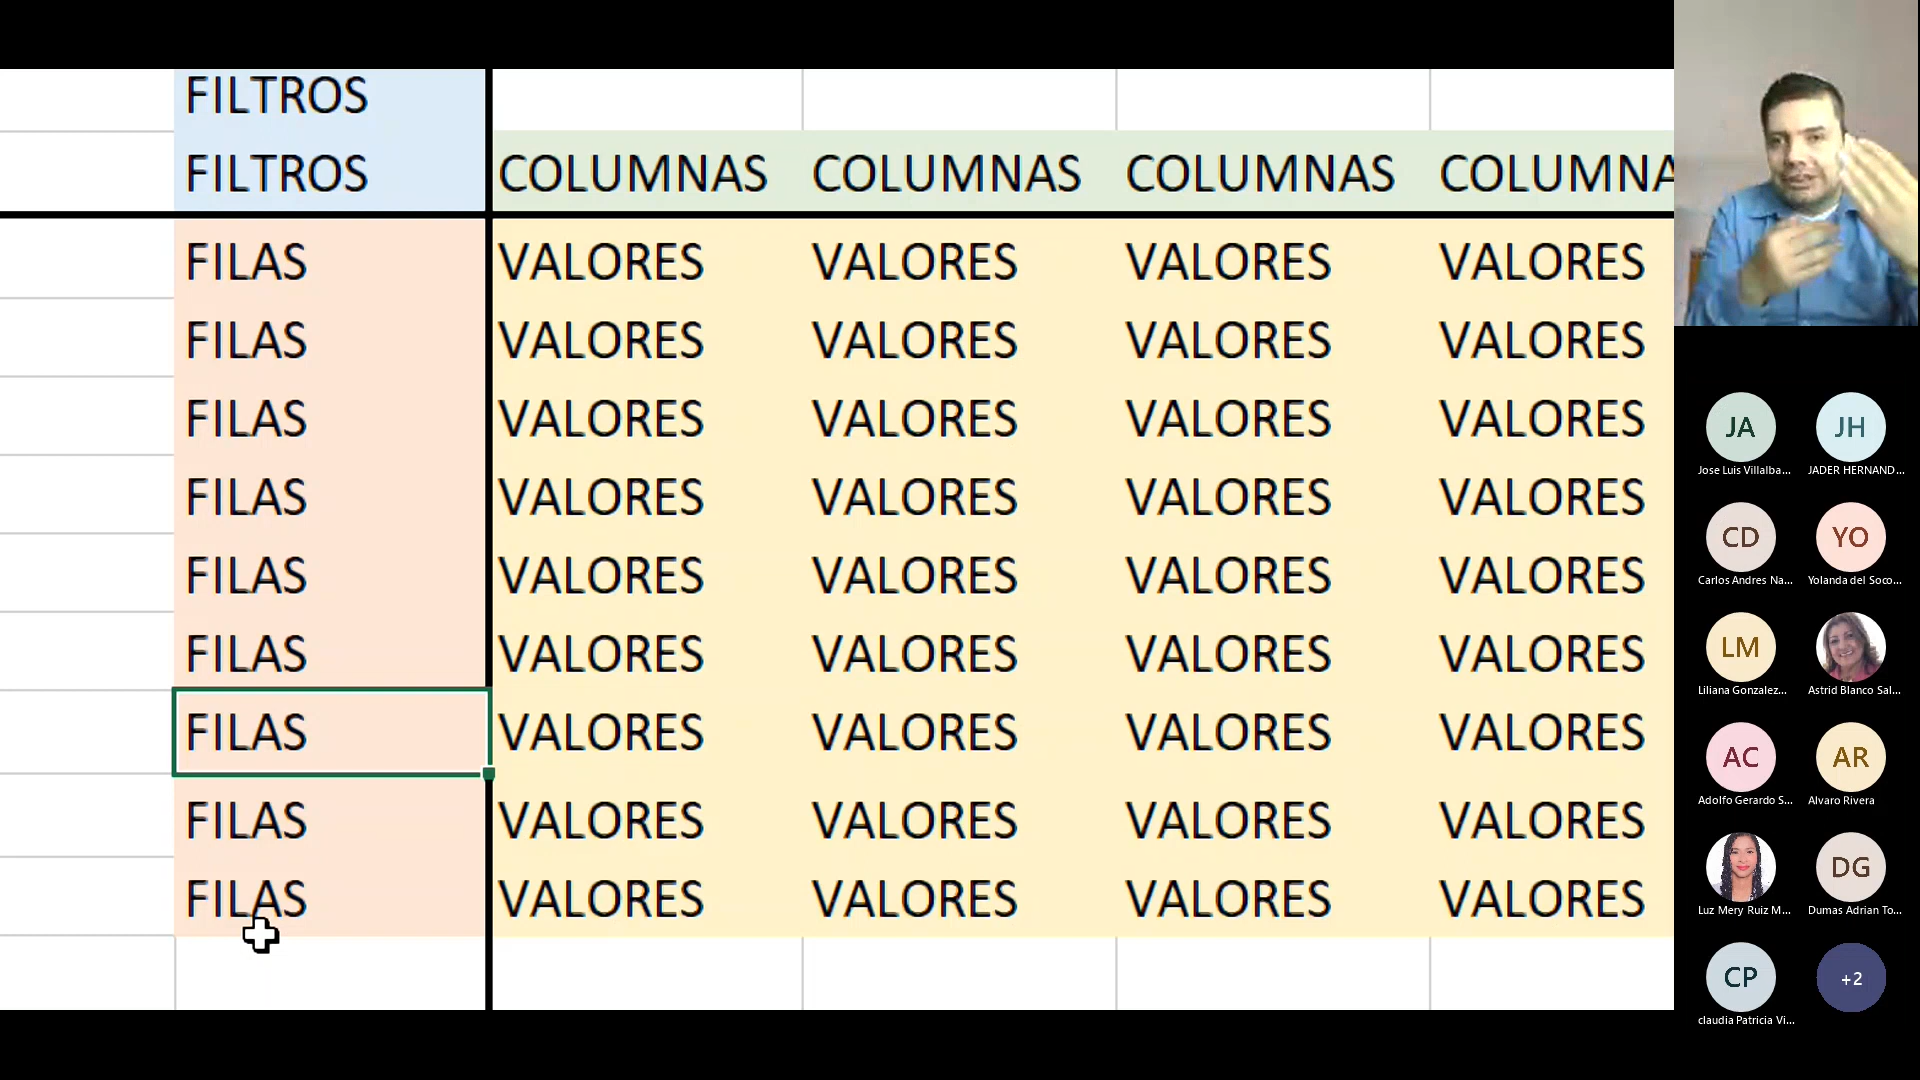 FILTROS
FILTROS COLUMNAS COLUMNAS COLUMNAS COLUMNA
FILAS VALORES VALORES VALORES VALORES
FILAS VALORES VALORES VALORES VALORES
FILAS VALORES VALORES VALORES VALORES
FILAS VALORES VALORES VALORES VALORES
FILAS VALORES VALORES VALORES VALORES
FILAS VALORES VALORES VALORES VALORES
FILAS VALORES VALORES VALORES VALORES
FILAS VALORES VALORES VALORES VALORES
FILAS VALORES VALORES VALORES VALORES
JA JH
Jose Luis Villalba... JADER HERNAND...
CD YO
Carlos Andres Na... Yolanda del Soco...
LM
Liliana Gonzalez... Astrid Blanco Sal...
AC AR
Adolfo Gerardo S... Alvaro Rivera
DG
Luz Mery Ruiz M... Dumas Adrian To...
CP +2
claudia Patricia Vi...